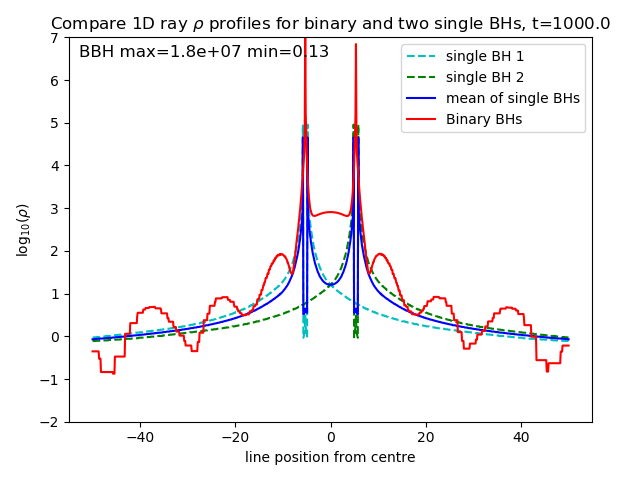 Compare 1D ray ρ profiles for binary and two single BHs, t=1000.0
BBH max=1.8e+07 min=0.13
single BH 1
single BH 2
mean of single BHs
Binary BHs
log₁₀(ρ)
7
6
5
4
3
2
1
0
−1
−2
−40 −20 0 20 40
line position from centre